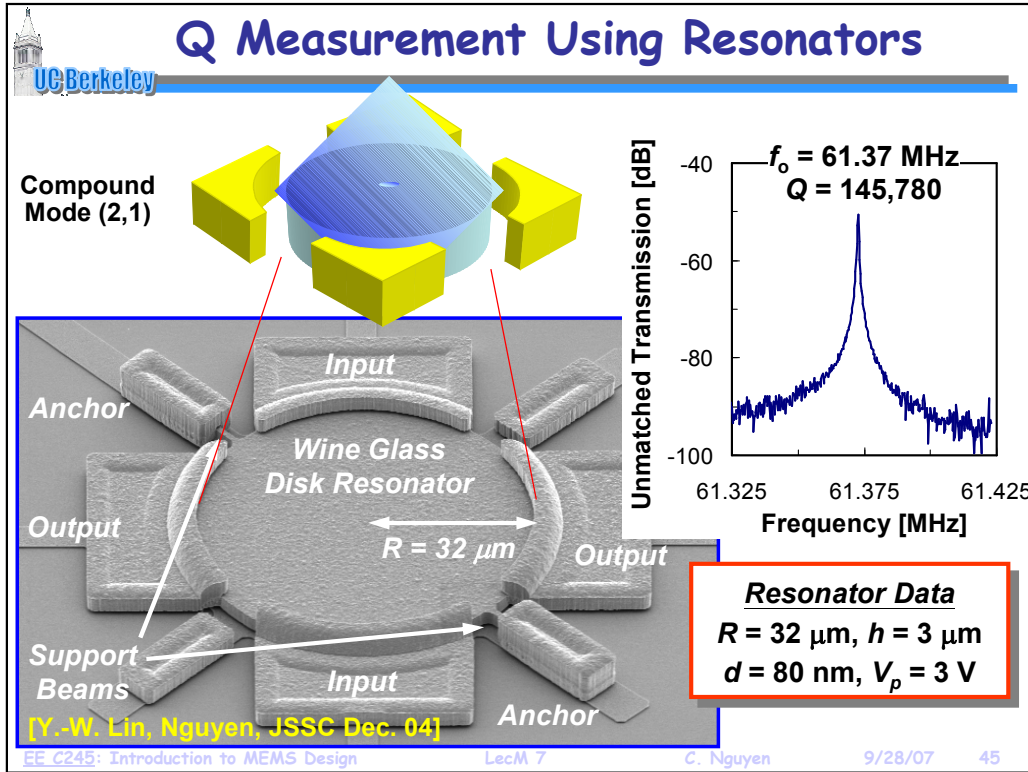 Q Measurement Using Resonators
UC Berkeley
Compound
Mode (2,1)
Input
Anchor
Wine Glass
Disk Resonator
Output
R = 32 μm
Output
Support
Beams
Input
Anchor
[Y.-W. Lin, Nguyen, JSSC Dec. 04]
Unmatched Transmission [dB]
fo = 61.37 MHz
Q = 145,780
-40
-60
-80
-100
61.325 61.375 61.425
Frequency [MHz]
Resonator Data
R = 32 μm, h = 3 μm
d = 80 nm, Vp = 3 V
EE C245: Introduction to MEMS Design LecM 7 C. Nguyen 9/28/07 45